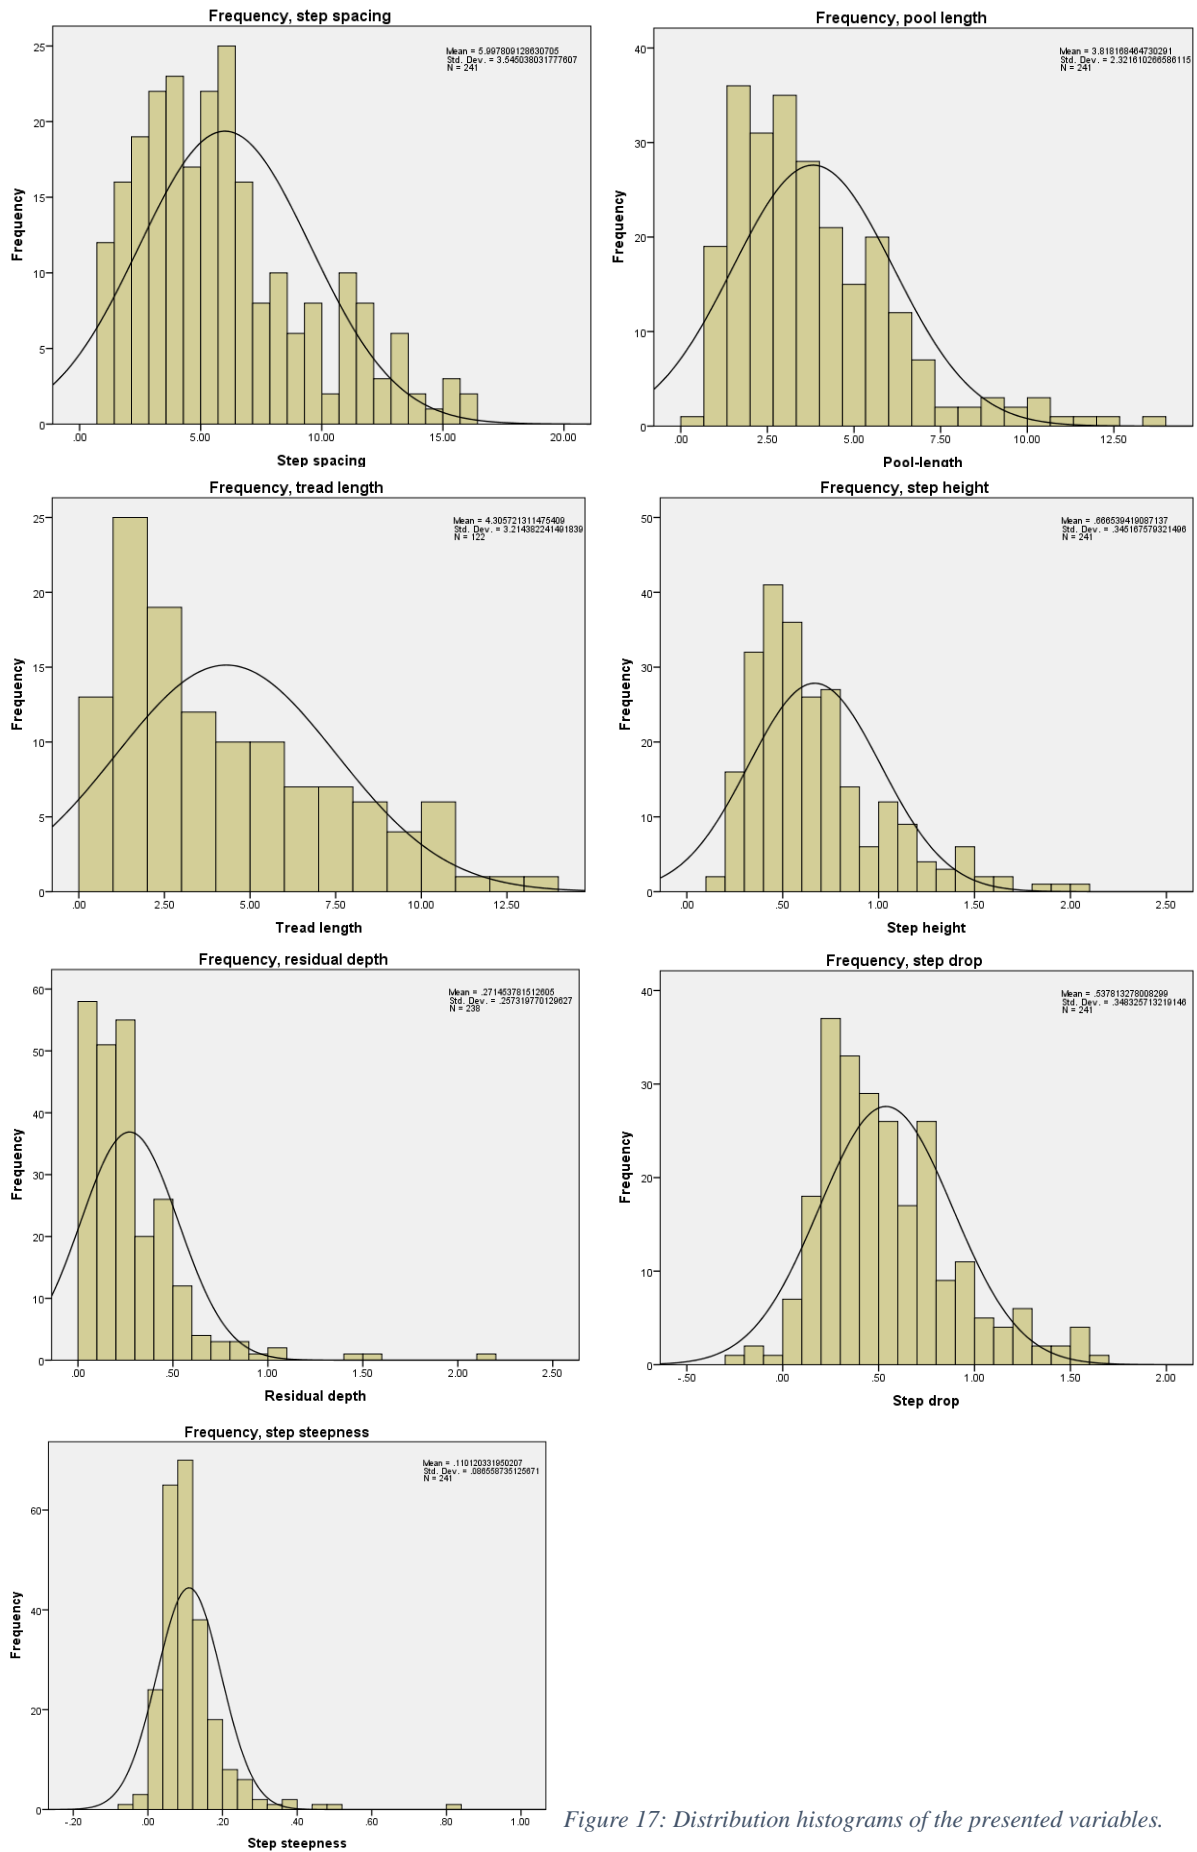 Frequency, step spacing
Mean = 5.997809128630705
Std. Dev. = 3.545038031777607
N = 241
25
20
15
10
5
0
Frequency
.00 5.00 10.00 15.00 20.00
Step spacing
Frequency, pool length
Mean = 3.818168464730291
Std. Dev. = 2.321610266586115
N = 241
40
30
20
10
0
Frequency
.00 2.50 5.00 7.50 10.00 12.50
Pool-length
Frequency, tread length
Mean = 4.305721311475409
Std. Dev. = 3.214382241491839
N = 122
25
20
15
10
5
0
Frequency
.00 2.50 5.00 7.50 10.00 12.50
Tread length
Frequency, step height
Mean = .666539419087137
Std. Dev. = .345167579321496
N = 241
50
40
30
20
10
0
Frequency
.00 .50 1.00 1.50 2.00 2.50
Step height
Frequency, residual depth
Mean = .271453781512605
Std. Dev. = .257319770129627
N = 238
60
50
40
30
20
10
0
Frequency
.00 .50 1.00 1.50 2.00 2.50
Residual depth
Frequency, step drop
Mean = .537813278008299
Std. Dev. = .348325713219146
N = 241
40
30
20
10
0
Frequency
-.50 .00 .50 1.00 1.50 2.00
Step drop
Frequency, step steepness
Mean = .110120331950207
Std. Dev. = .086558735125671
N = 241
60
40
20
0
Frequency
-.20 .00 .20 .40 .60 .80 1.00
Step steepness
Figure 17: Distribution histograms of the presented variables.